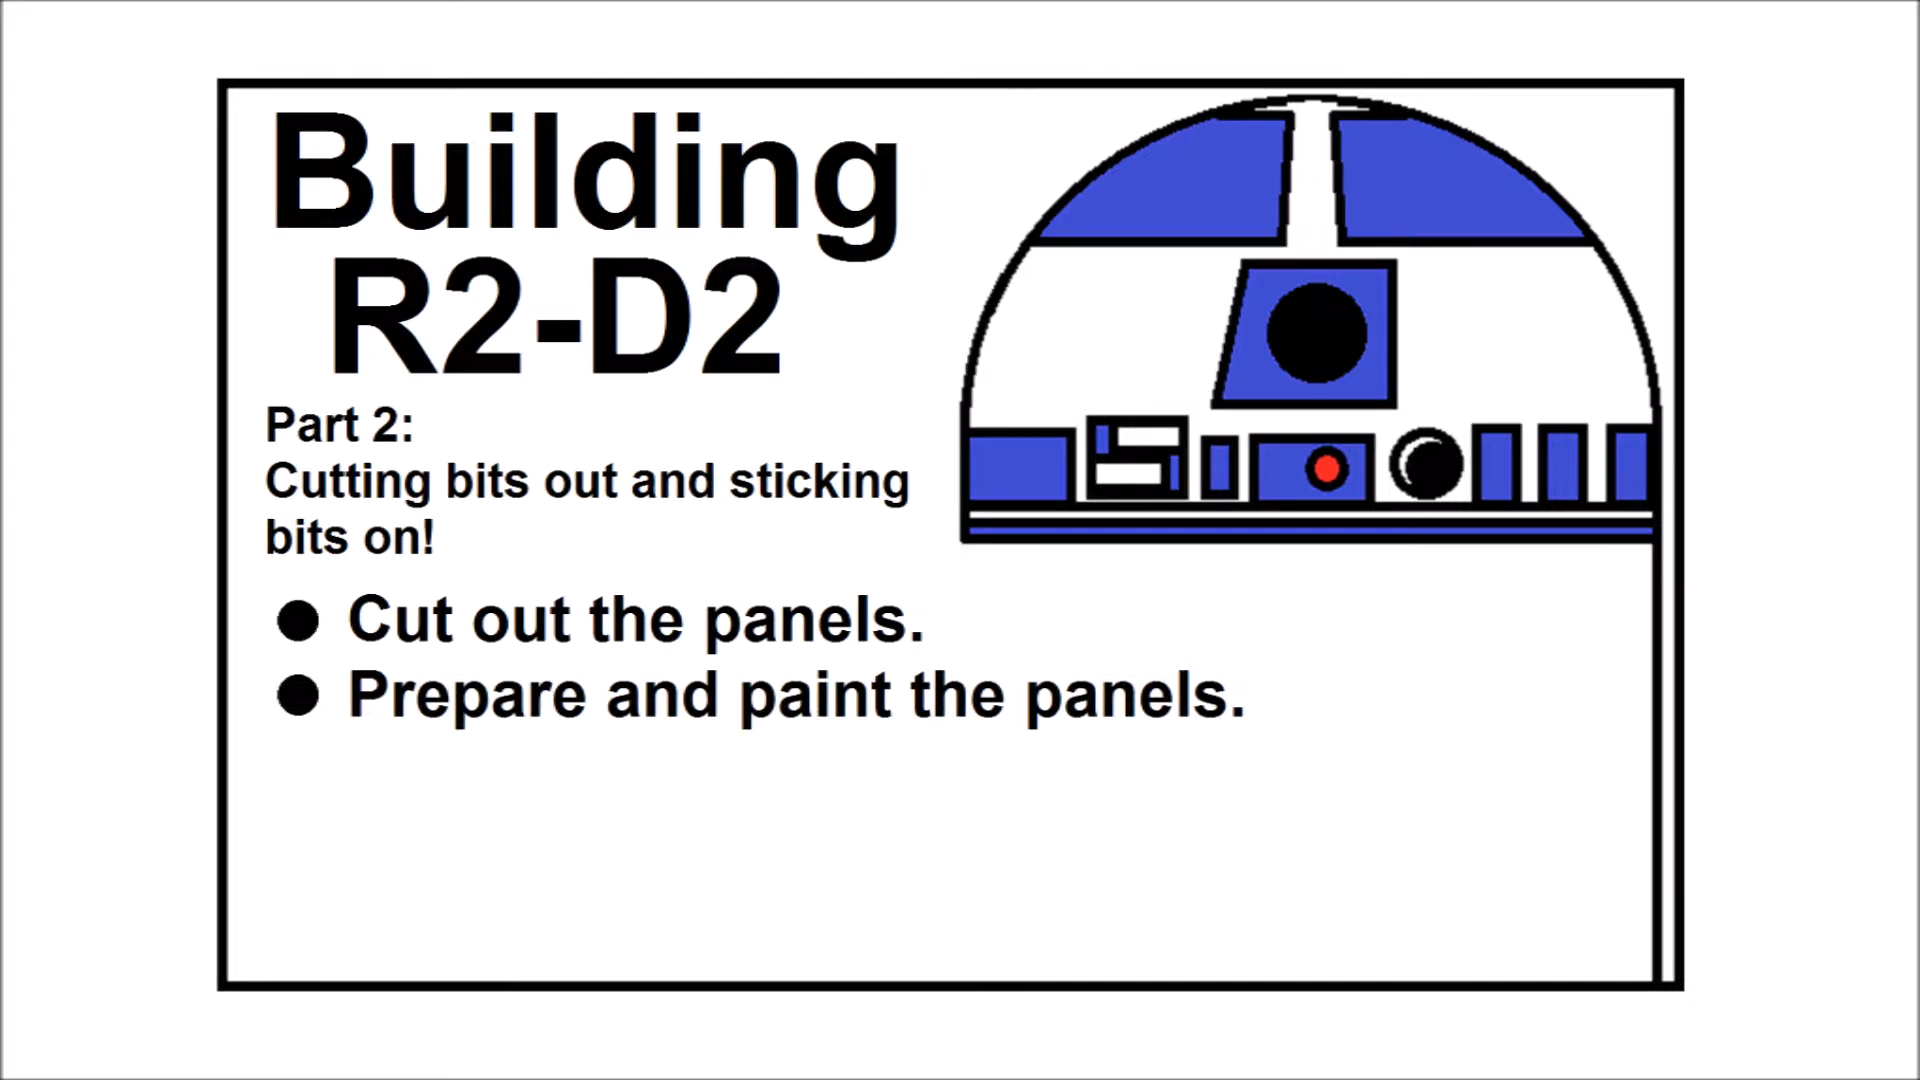 Building
R2-D2
Part 2:
Cutting bits out and sticking
bits on!
● Cut out the panels.
● Prepare and paint the panels.